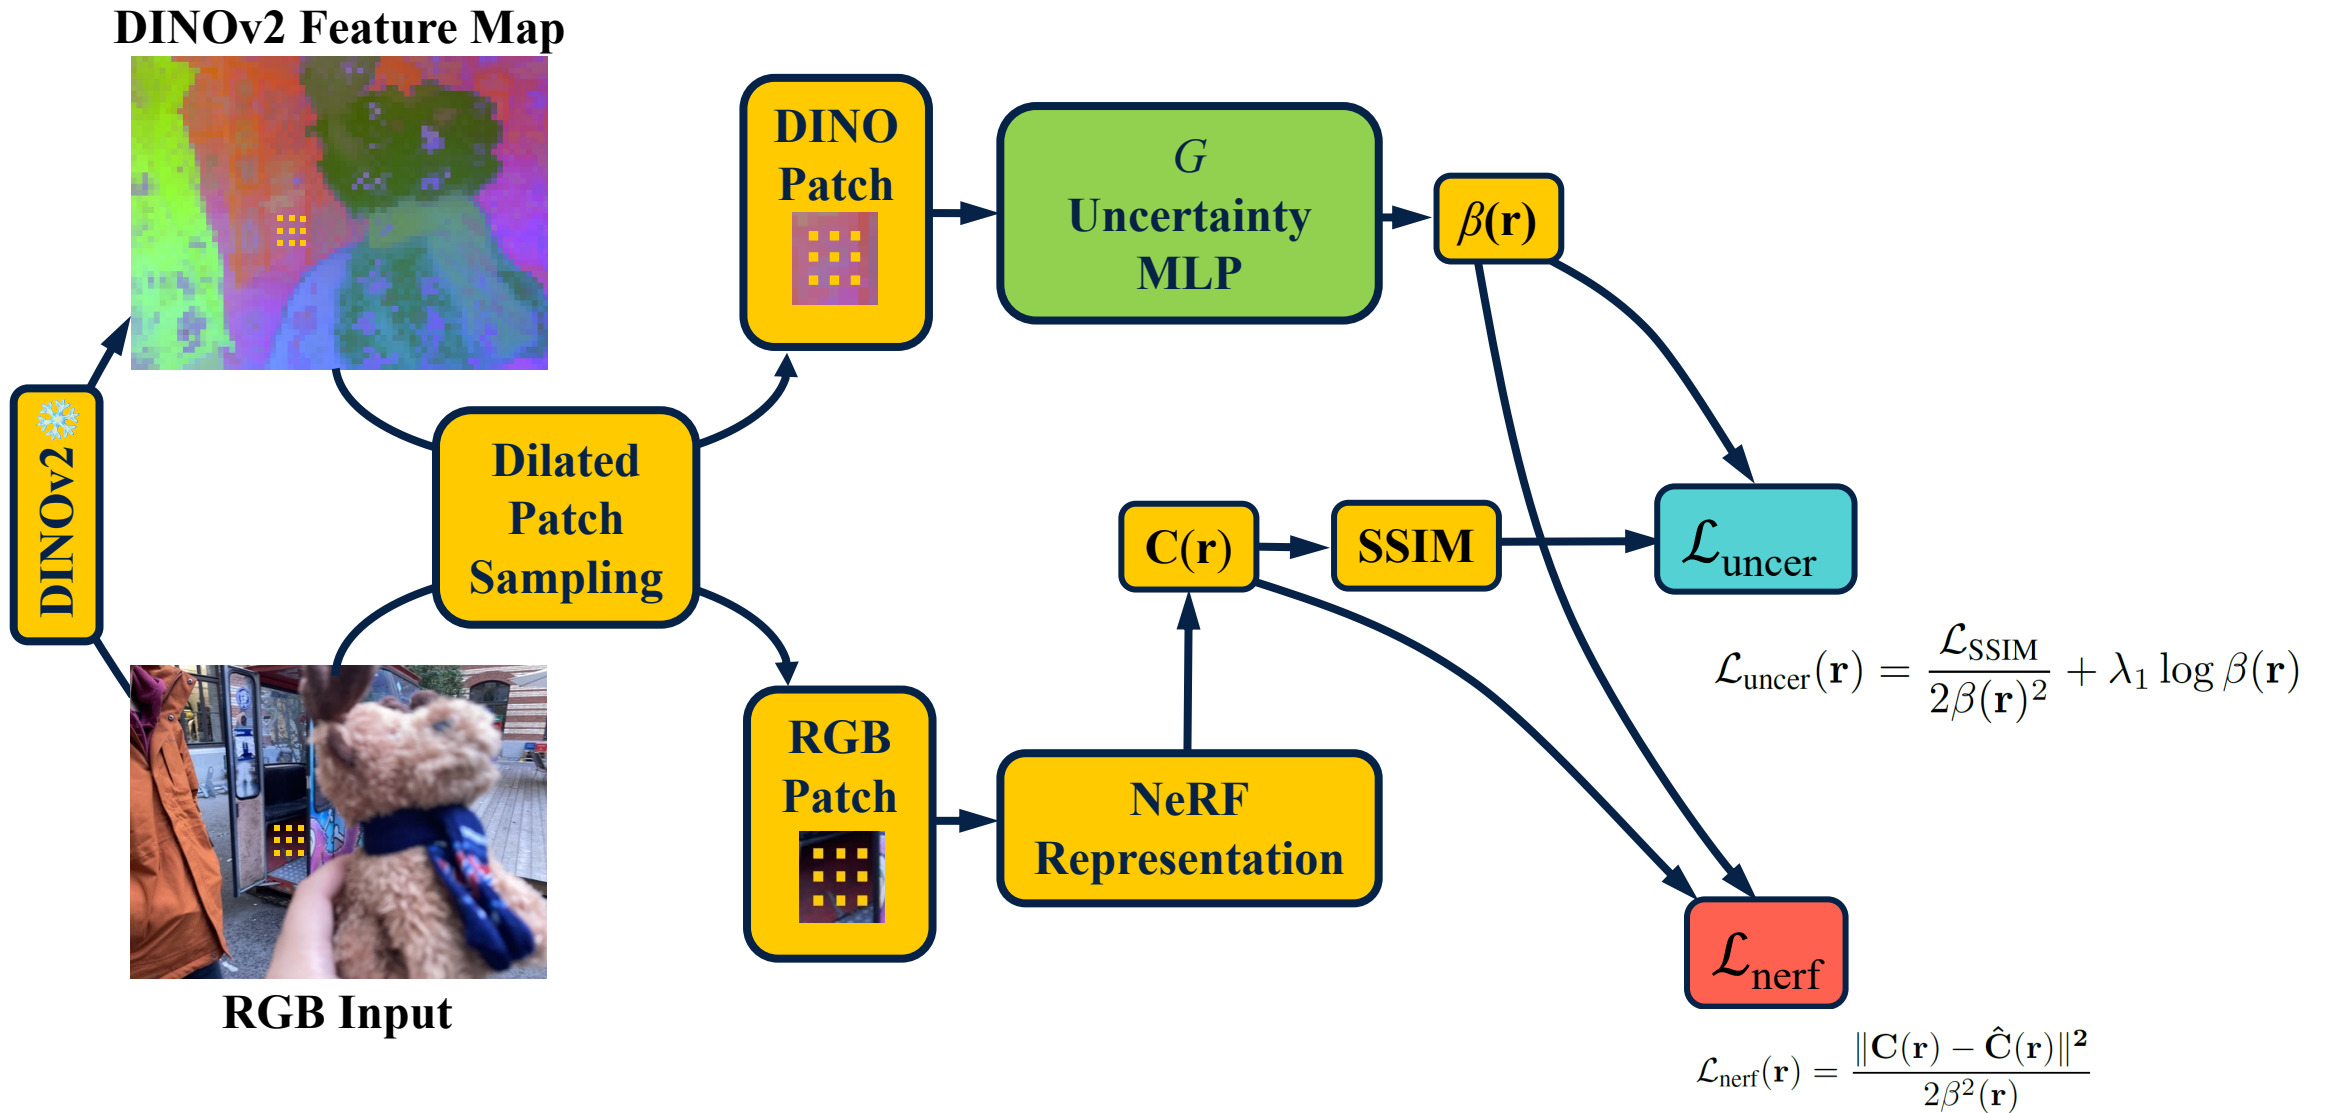 DINOv2 Feature Map
DINOv2
Dilated
Patch
Sampling
RGB Input
DINO
Patch
RGB
Patch
G
Uncertainty
MLP
NeRF
Representation
β(r)
C(r)
SSIM
ℒuncer
ℒuncer(r) = ℒSSIM / 2β(r)² + λ₁ log β(r)
ℒnerf
ℒnerf(r) = ‖C(r) − Ĉ(r)‖² / 2β²(r)